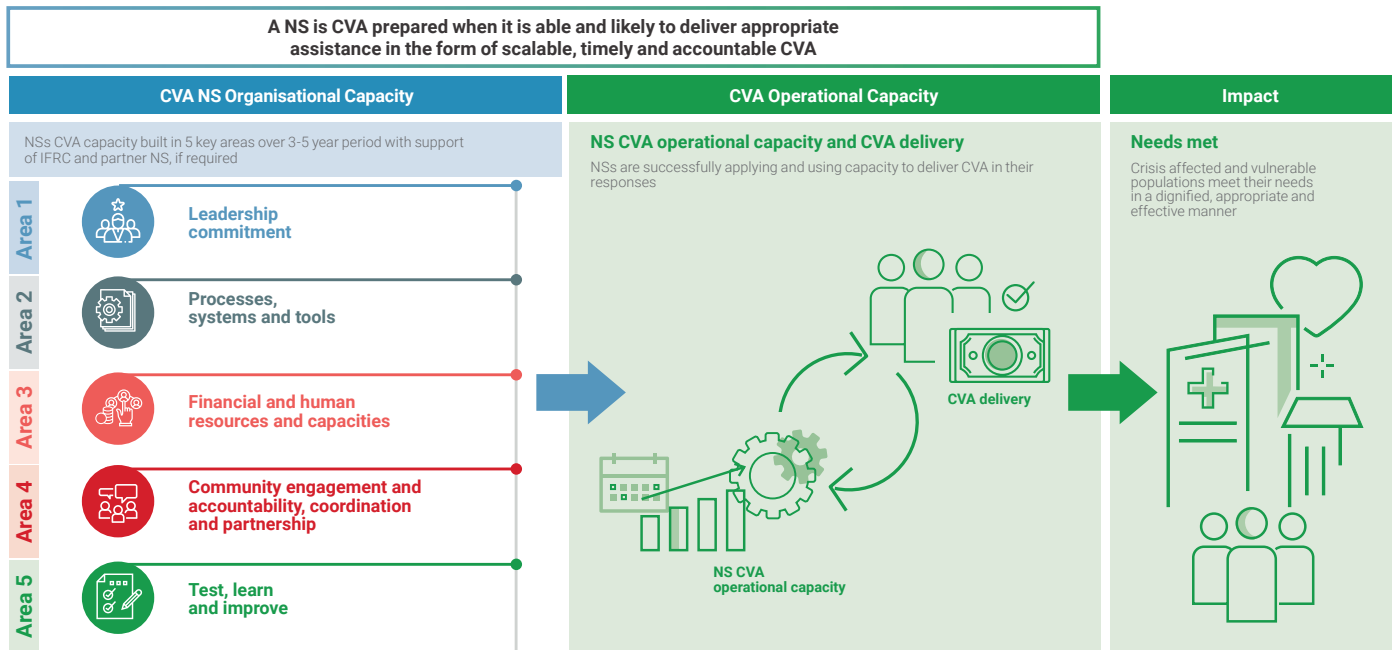 A NS is CVA prepared when it is able and likely to deliver appropriate
assistance in the form of scalable, timely and accountable CVA
CVA NS Organisational Capacity
NSs CVA capacity built in 5 key areas over 3-5 year period with support
of IFRC and partner NS, if required
Area 1
Leadership
commitment
Area 2
Processes,
systems and tools
Area 3
Financial and human
resources and capacities
Area 4
Community engagement and
accountability, coordination
and partnership
Area 5
Test, learn
and improve
CVA Operational Capacity
NS CVA operational capacity and CVA delivery
NSs are successfully applying and using capacity to deliver CVA in their
responses
CVA delivery
NS CVA
operational capacity
Impact
Needs met
Crisis affected and vulnerable
populations meet their needs
in a dignified, appropriate and
effective manner